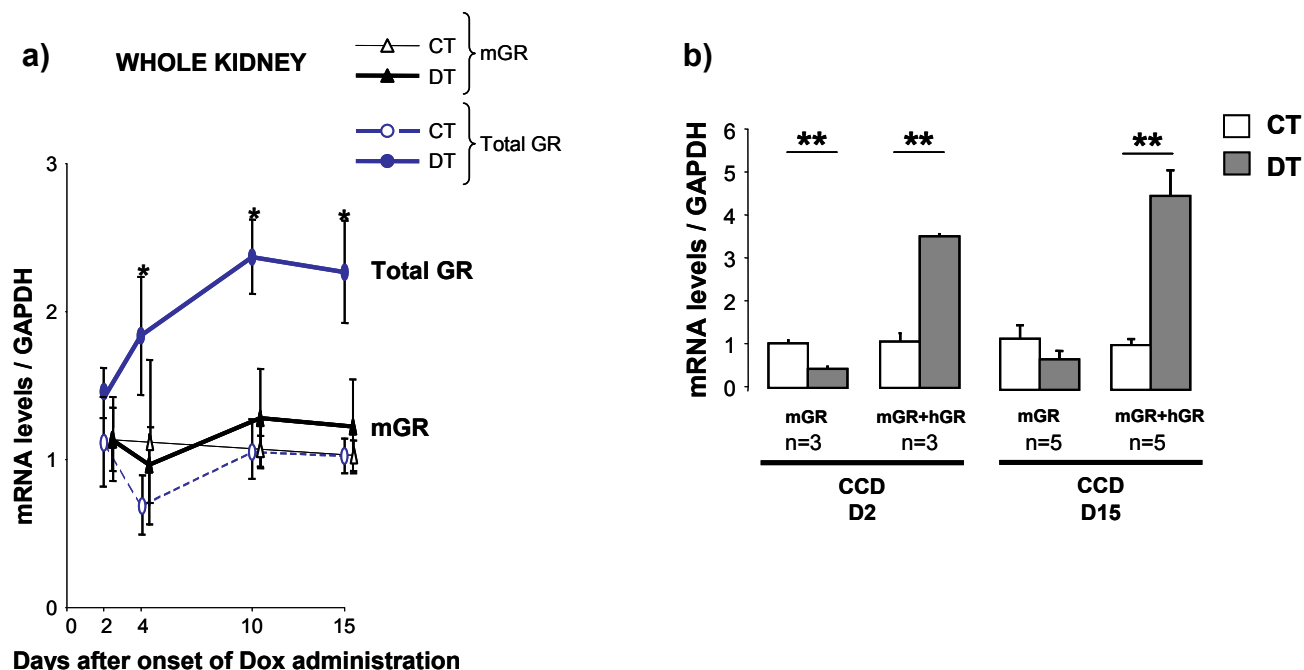 a)
WHOLE KIDNEY
CT
DT
mGR
CT
DT
Total GR
3
2
1
0
mRNA levels / GAPDH
*
*
*
Total GR
mGR
0 2 4 10 15
Days after onset of Dox administration
b)
mRNA levels / GAPDH
6
5
4
3
2
1
0
** ** **
CT
DT
mGR mGR+hGR mGR mGR+hGR
n=3 n=3 n=5 n=5
CCD CCD
D2 D15